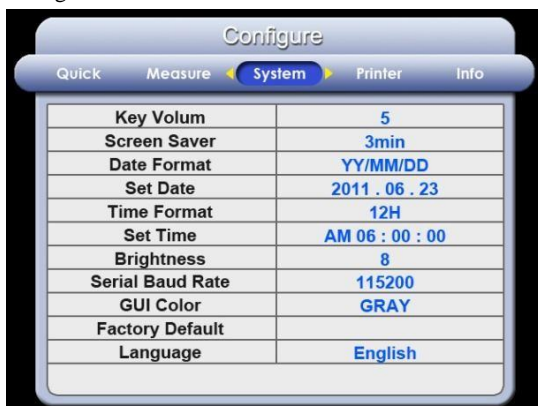 Configure
Quick Measure System Printer Info
Key Volum 5
Screen Saver 3min
Date Format YY/MM/DD
Set Date 2011 . 06 . 23
Time Format 12H
Set Time AM 06 : 00 : 00
Brightness 8
Serial Baud Rate 115200
GUI Color GRAY
Factory Default
Language English